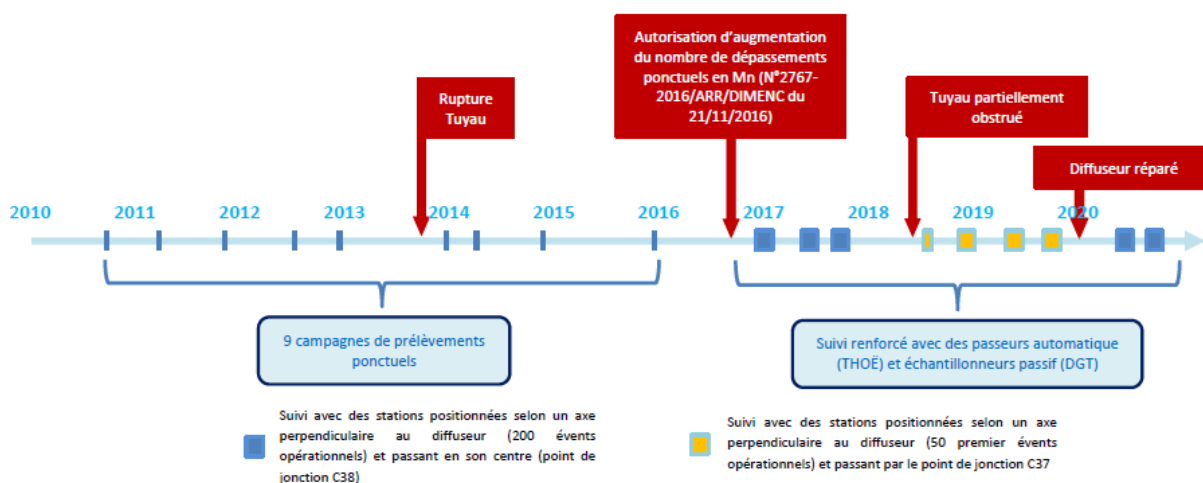 Autorisation d'augmentation
du nombre de dépassements
ponctuels en Mn (N°2767-
2016/ARR/DIMENC du
21/11/2016)
Rupture
Tuyau
Tuyau partiellement
obstrué
Diffuseur réparé
2010 2011 2012 2013 2014 2015 2016 2017 2018 2019 2020
9 campagnes de prélèvements
ponctuels
Suivi renforcé avec des passeurs automatique
(THOË) et échantillonneurs passif (DGT)
Suivi avec des stations positionnées selon un axe
perpendiculaire au diffuseur (200 évents
opérationnels) et passant en son centre (point de
jonction C38)
Suivi avec des stations positionnées selon un axe
perpendiculaire au diffuseur (50 premier évents
opérationnels) et passant par le point de jonction C37